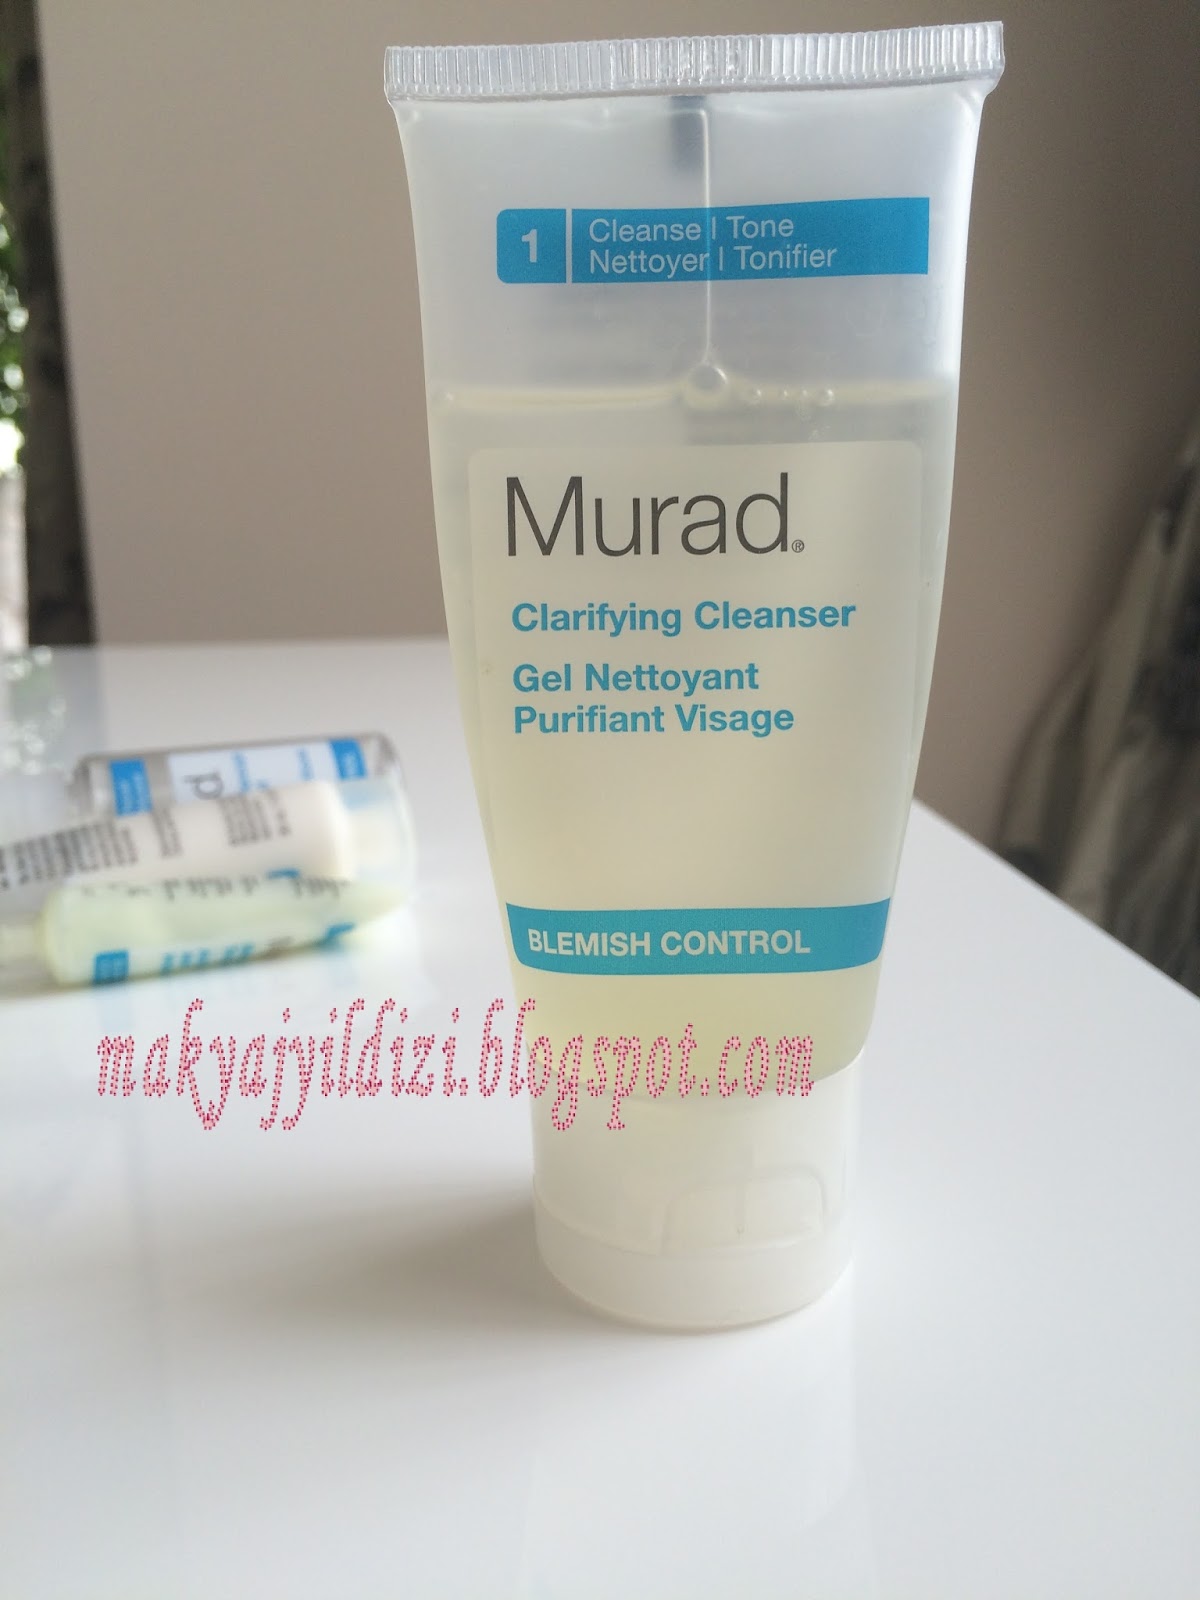 1 Cleanse | Tone
Nettoyer | Tonifier
Murad®
Clarifying Cleanser
Gel Nettoyant
Purifiant Visage
BLEMISH CONTROL
makyajyildizi.blogspot.com